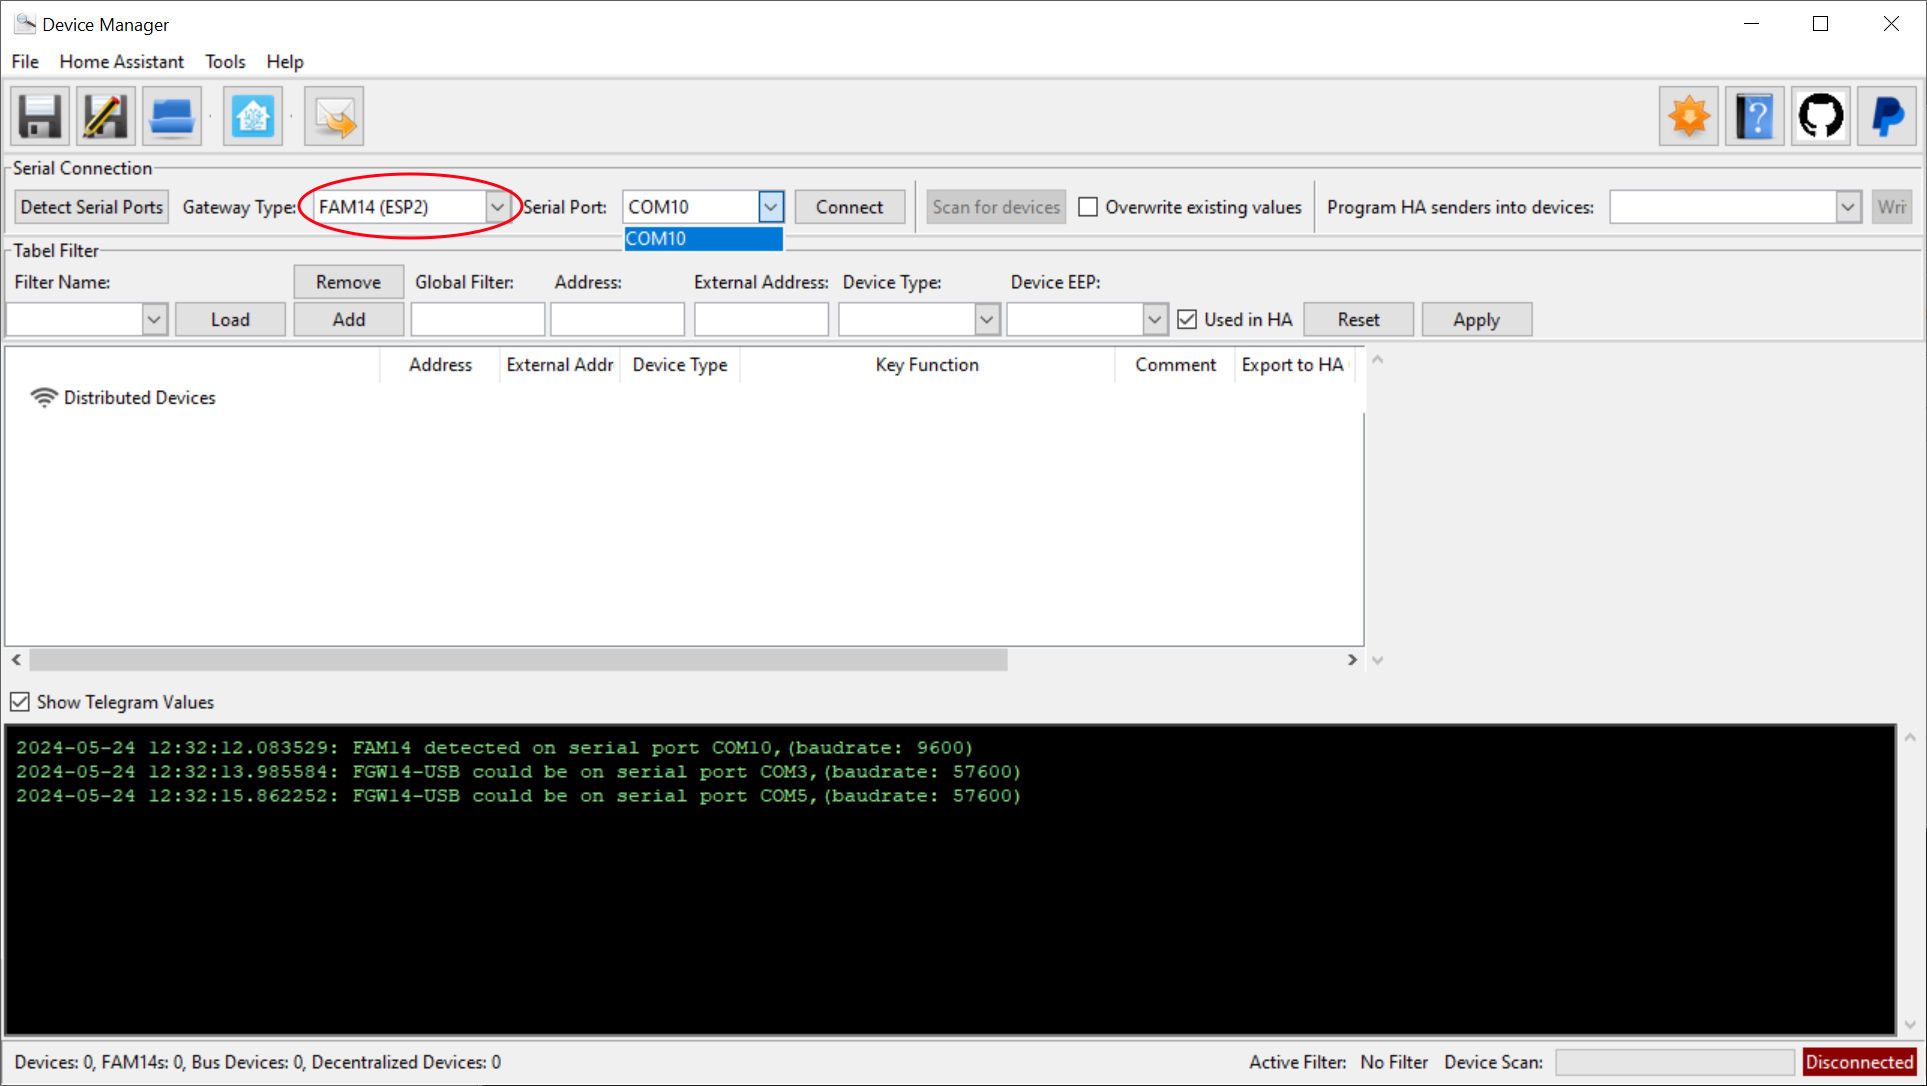 Device Manager
File Home Assistant Tools Help
Serial Connection
Detect Serial Ports Gateway Type: FAM14 (ESP2) Serial Port: COM10 Connect Scan for devices Overwrite existing values Program HA senders into devices: Wri
COM10
Tabel Filter
Filter Name: Remove Global Filter: Address: External Address: Device Type: Device EEP:
Load Add Used in HA Reset Apply
Address External Addr Device Type Key Function Comment Export to HA
Distributed Devices
Show Telegram Values
2024-05-24 12:32:12.083529: FAM14 detected on serial port COM10,(baudrate: 9600)
2024-05-24 12:32:13.985584: FGW14-USB could be on serial port COM3,(baudrate: 57600)
2024-05-24 12:32:15.862252: FGW14-USB could be on serial port COM5,(baudrate: 57600)
Devices: 0, FAM14s: 0, Bus Devices: 0, Decentralized Devices: 0 Active Filter: No Filter Device Scan: Disconnected